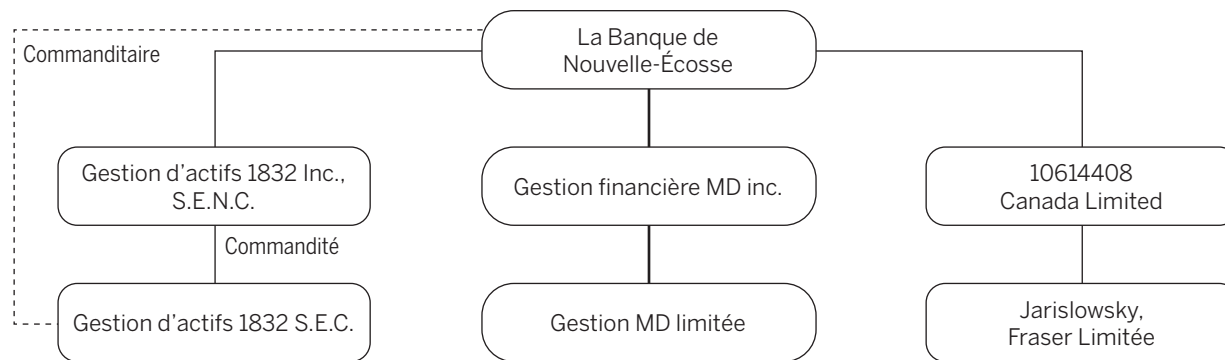 La Banque de
Nouvelle-Écosse
Commanditaire
Gestion d'actifs 1832 Inc.,
S.E.N.C.
Gestion financière MD inc.
10614408
Canada Limited
Commandité
Gestion d'actifs 1832 S.E.C.
Gestion MD limitée
Jarislowsky,
Fraser Limitée